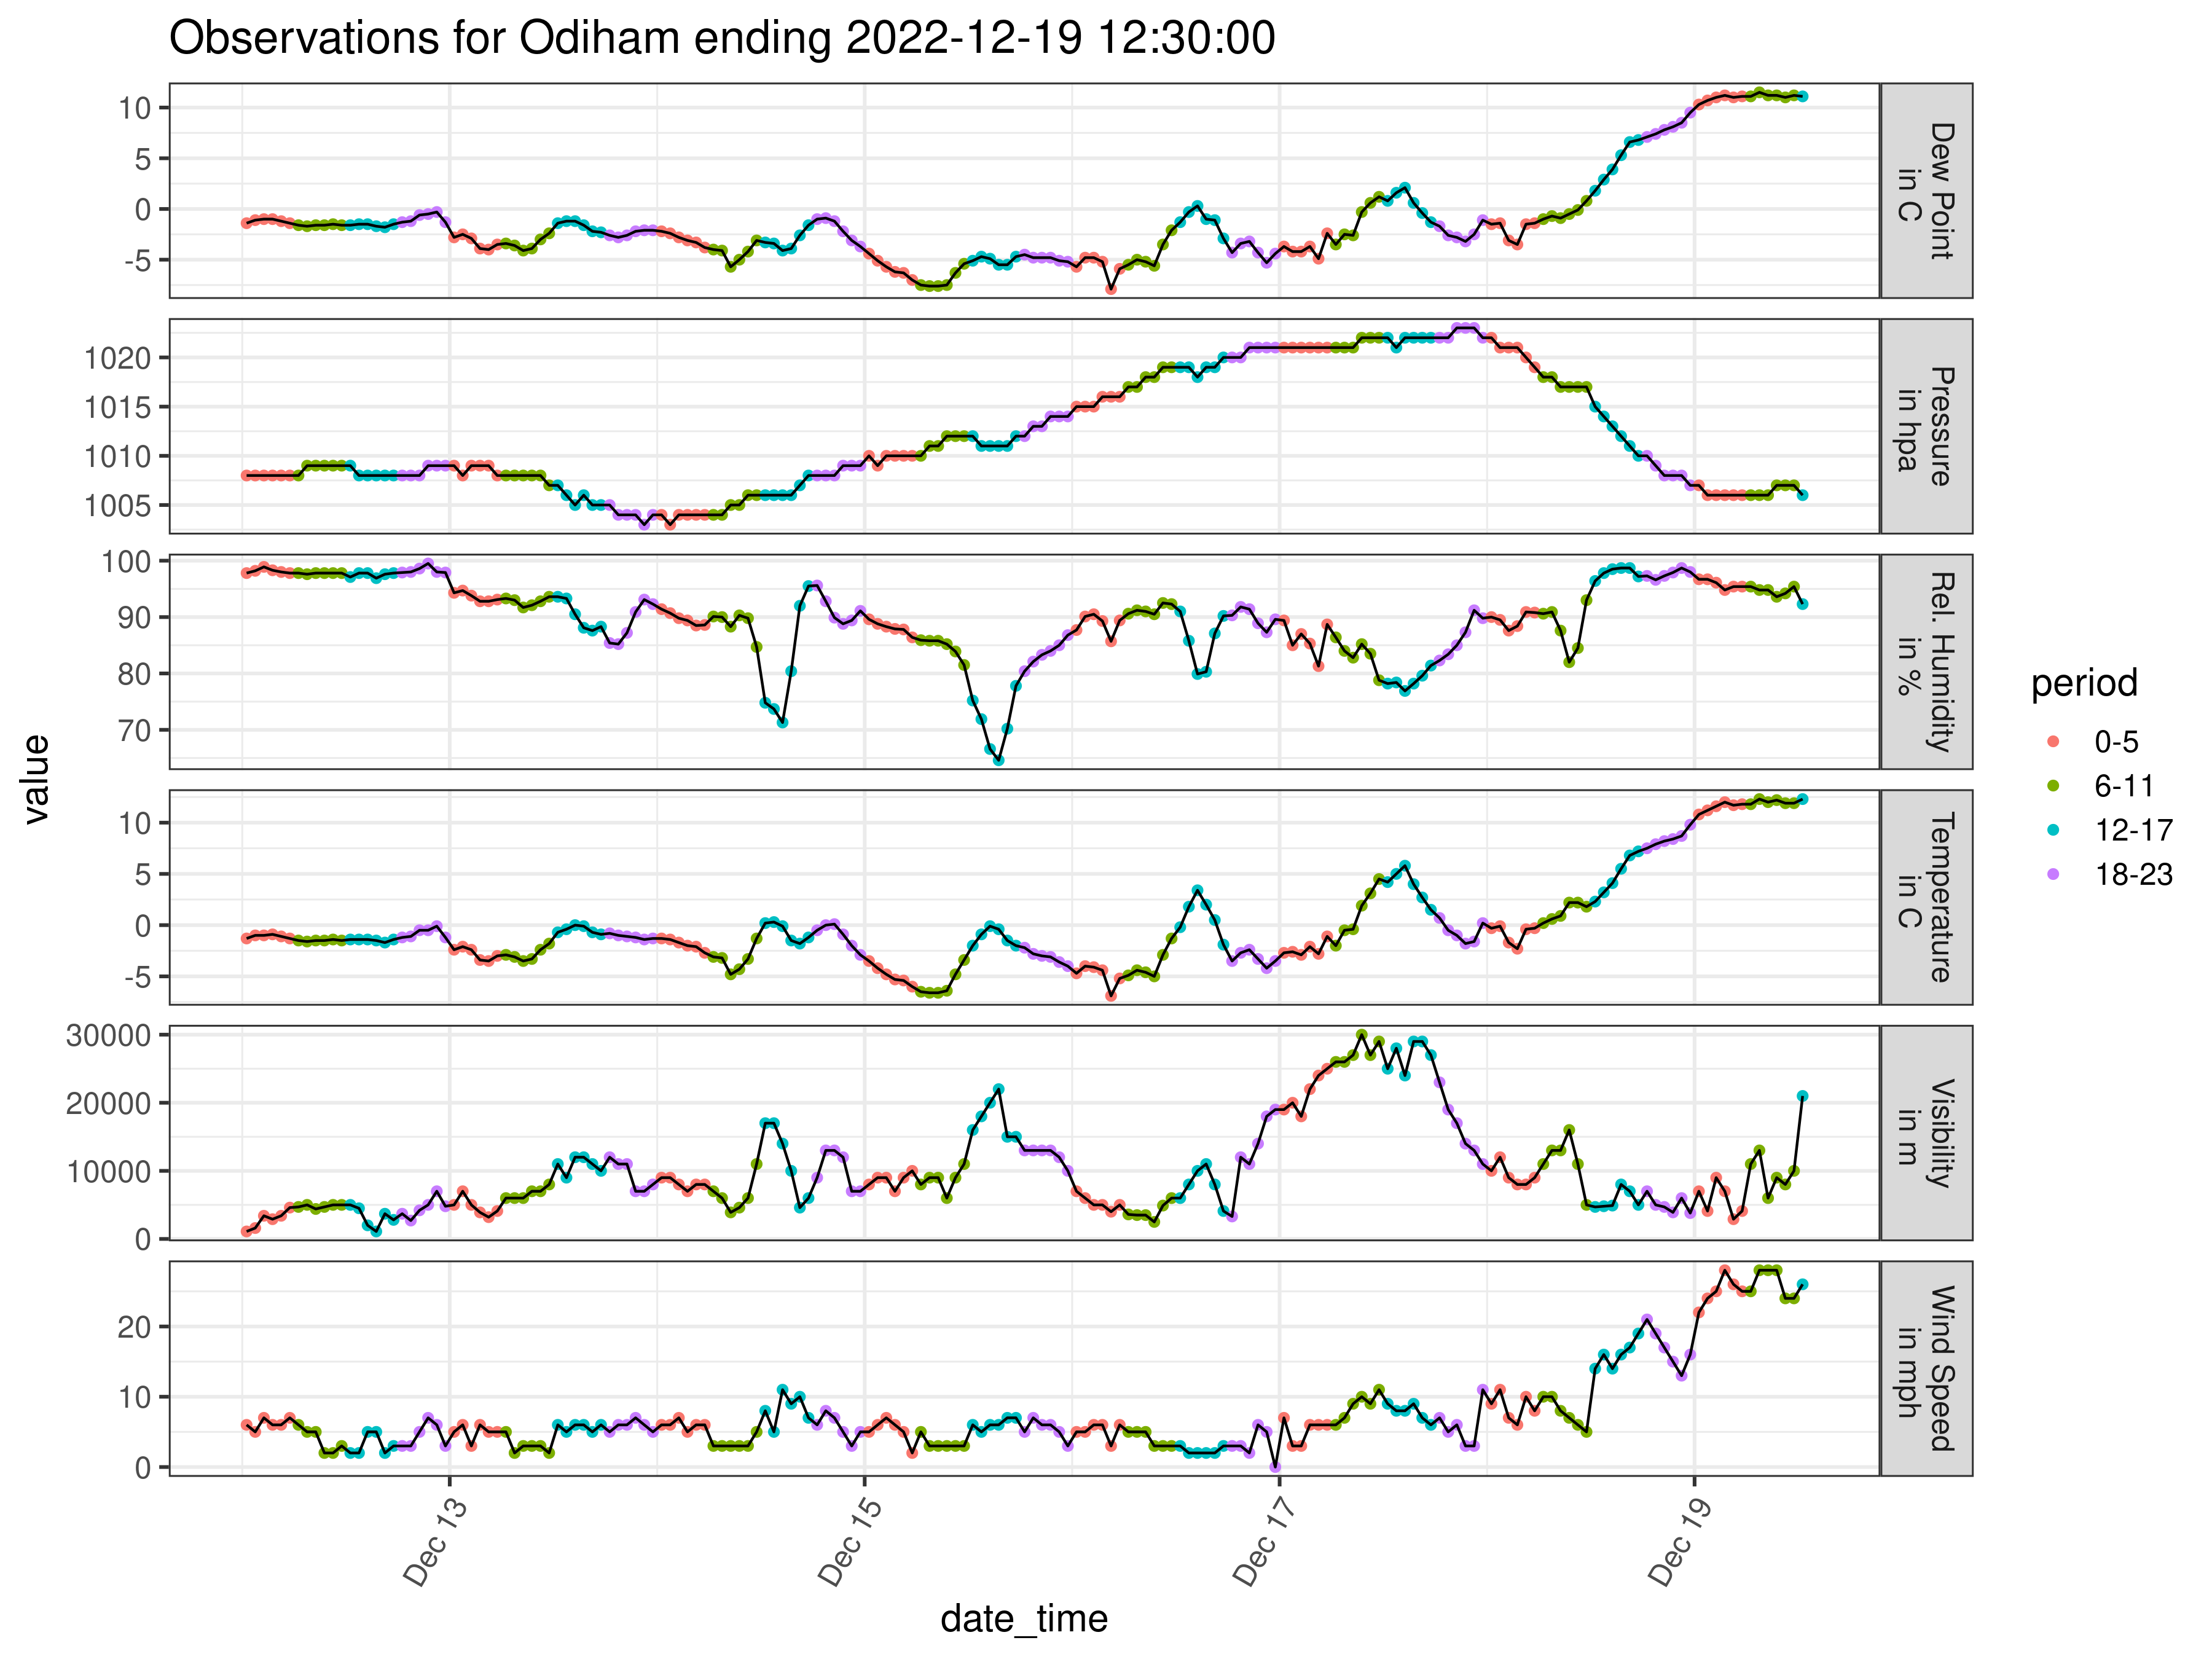 Observations for Odiham ending 2022-12-19 12:30:00
value
10
5
0
-5
Dew Point
in C
1020
1015
1010
1005
Pressure
in hpa
100
90
80
70
Rel. Humidity
in %
10
5
0
-5
Temperature
in C
30000
20000
10000
0
Visibility
in m
20
10
0
Wind Speed
in mph
Dec 13
Dec 15
Dec 17
Dec 19
date_time
period
0-5
6-11
12-17
18-23